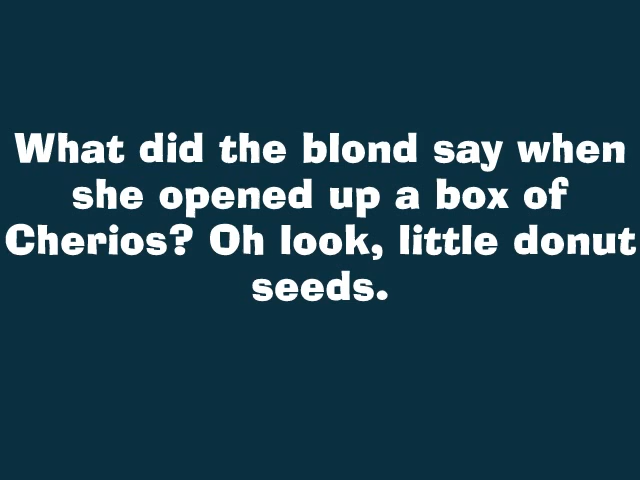 What did the blond say when
she opened up a box of
Cherios? Oh look, little donut
seeds.